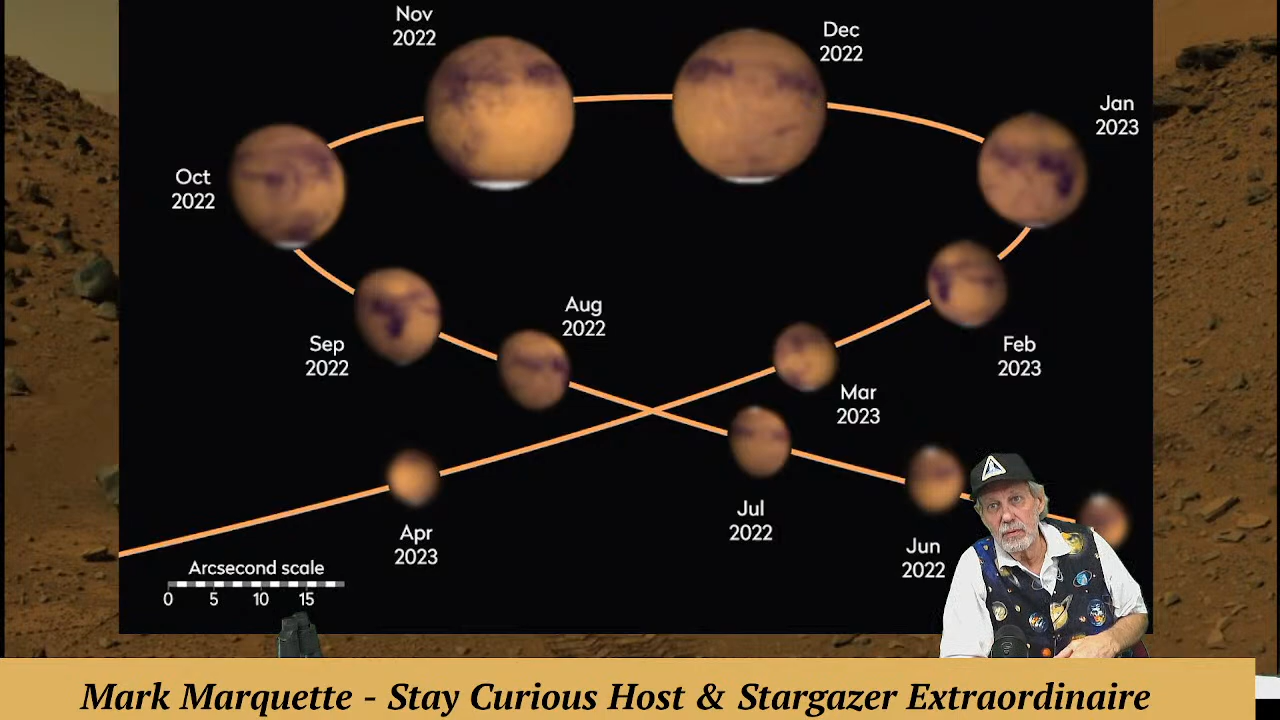 Nov
2022
Dec
2022
Jan
2023
Oct
2022
Aug
2022
Sep
2022
Feb
2023
Mar
2023
Jul
2022
Apr
2023
Jun
2022
Arcsecond scale
0 5 10 15
Mark Marquette - Stay Curious Host & Stargazer Extraordinaire